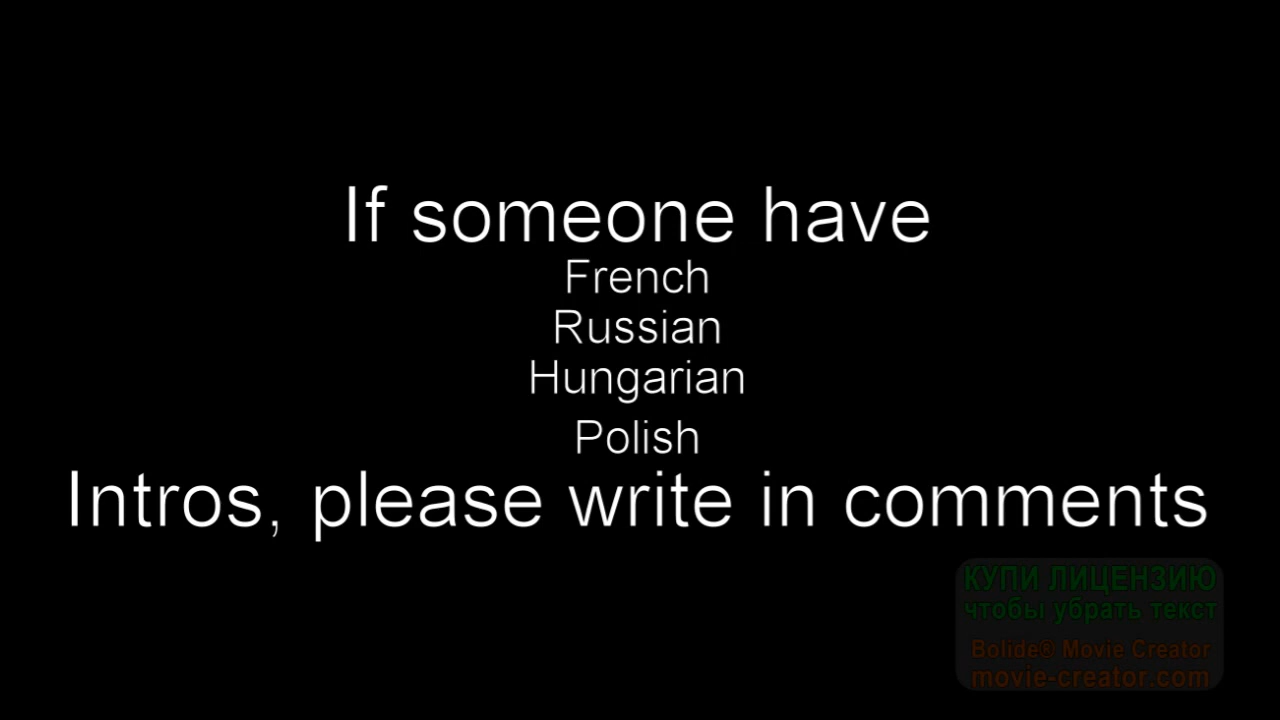 If someone have
French
Russian
Hungarian
Polish
Intros, please write in comments
КУПИ ЛИЦЕНЗИЮ
чтобы убрать текст
Bolide® Movie Creator
movie-creator.com